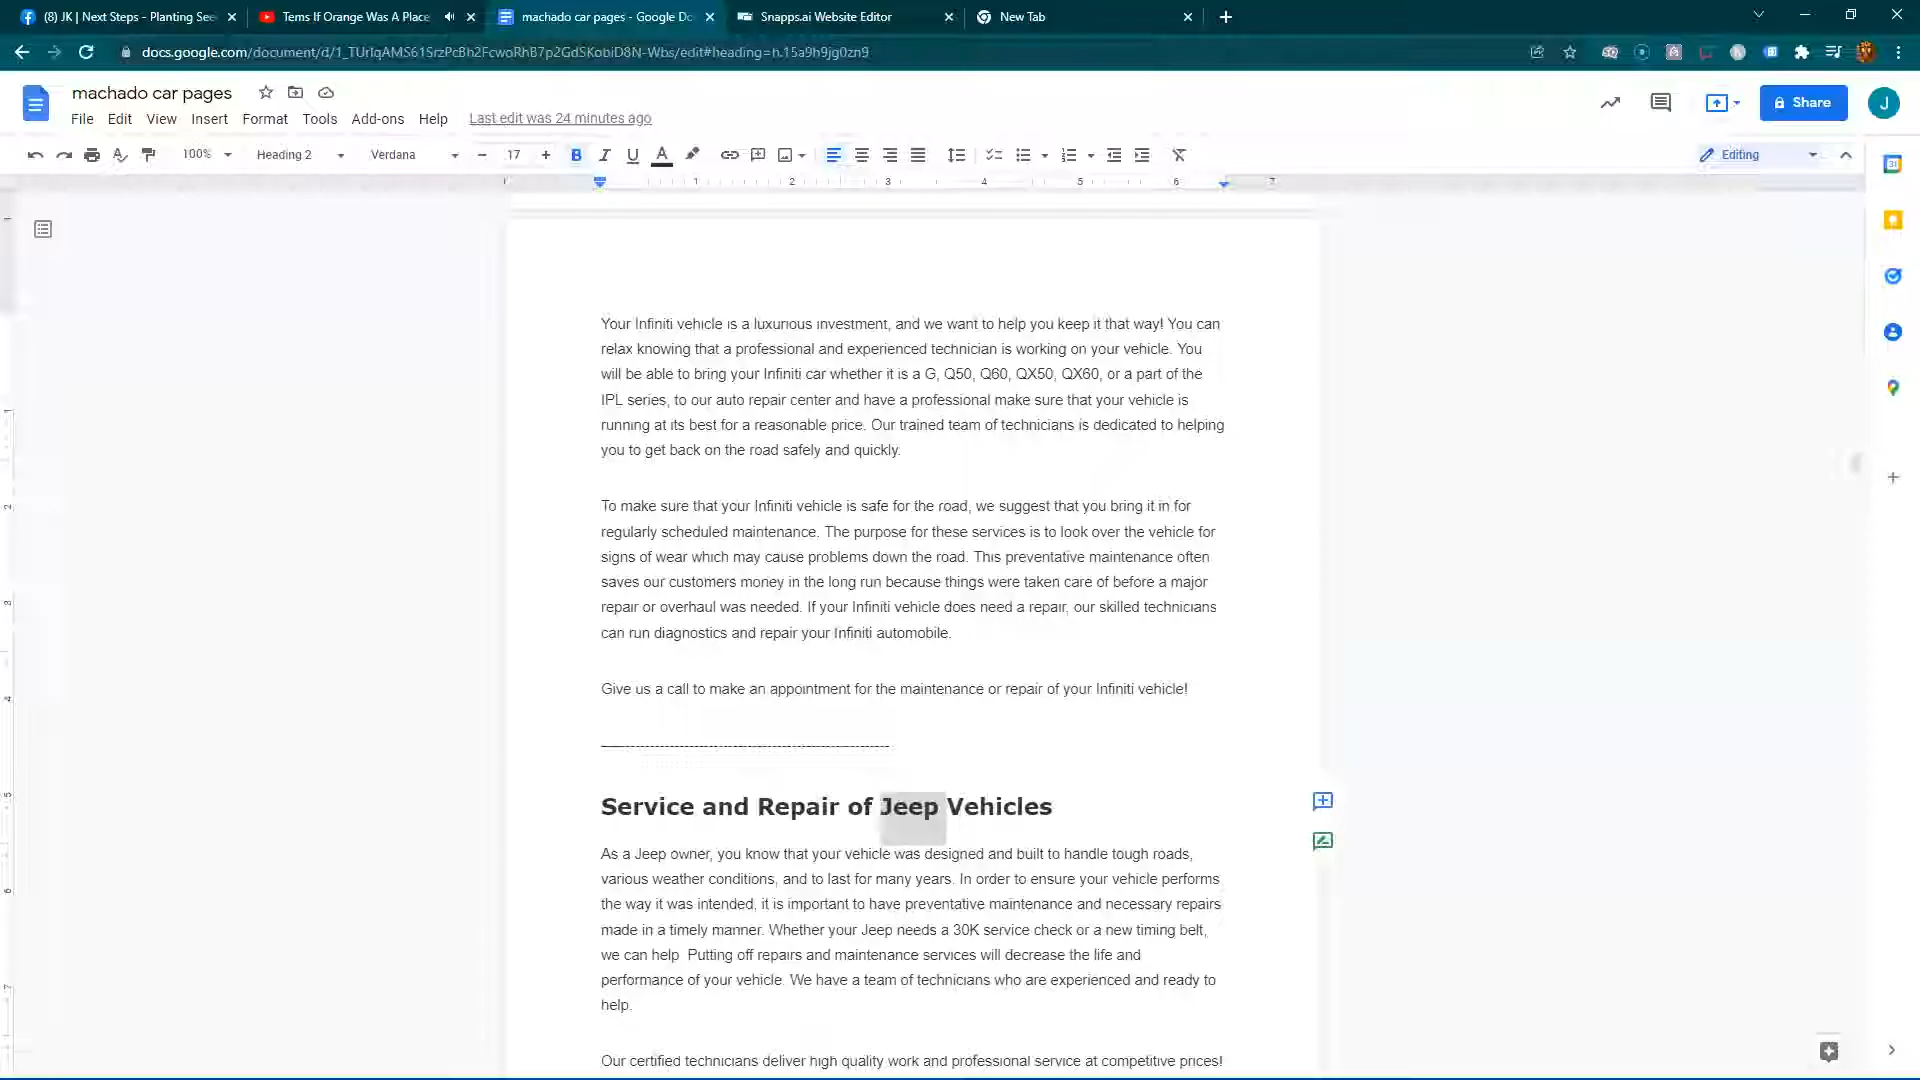 (8) JK | Next Steps - Planting See
Tems If Orange Was A Place
machado car pages - Google Do
Snapps.ai Website Editor
New Tab
docs.google.com/document/d/1_TUrlqAMS61SrzPcBh2FcwoRhB7p2GdSKobiD8N-Wbs/edit#heading=h.15a9h9jg0zn9
machado car pages
Share
J
File Edit View Insert Format Tools Add-ons Help Last edit was 24 minutes ago
100% Heading 2 Verdana 17 B I U A Editing
1 2 3 4 5 6 7
Your Infiniti vehicle is a luxurious investment, and we want to help you keep it that way! You can
relax knowing that a professional and experienced technician is working on your vehicle. You
will be able to bring your Infiniti car whether it is a G, Q50, Q60, QX50, QX60, or a part of the
IPL series, to our auto repair center and have a professional make sure that your vehicle is
running at its best for a reasonable price. Our trained team of technicians is dedicated to helping
you to get back on the road safely and quickly.
To make sure that your Infiniti vehicle is safe for the road, we suggest that you bring it in for
regularly scheduled maintenance. The purpose for these services is to look over the vehicle for
signs of wear which may cause problems down the road. This preventative maintenance often
saves our customers money in the long run because things were taken care of before a major
repair or overhaul was needed. If your Infiniti vehicle does need a repair, our skilled technicians
can run diagnostics and repair your Infiniti automobile.
Give us a call to make an appointment for the maintenance or repair of your Infiniti vehicle!
Service and Repair of Jeep Vehicles
As a Jeep owner, you know that your vehicle was designed and built to handle tough roads,
various weather conditions, and to last for many years. In order to ensure your vehicle performs
the way it was intended, it is important to have preventative maintenance and necessary repairs
made in a timely manner. Whether your Jeep needs a 30K service check or a new timing belt,
we can help  Putting off repairs and maintenance services will decrease the life and
performance of your vehicle. We have a team of technicians who are experienced and ready to
help.
Our certified technicians deliver high quality work and professional service at competitive prices!